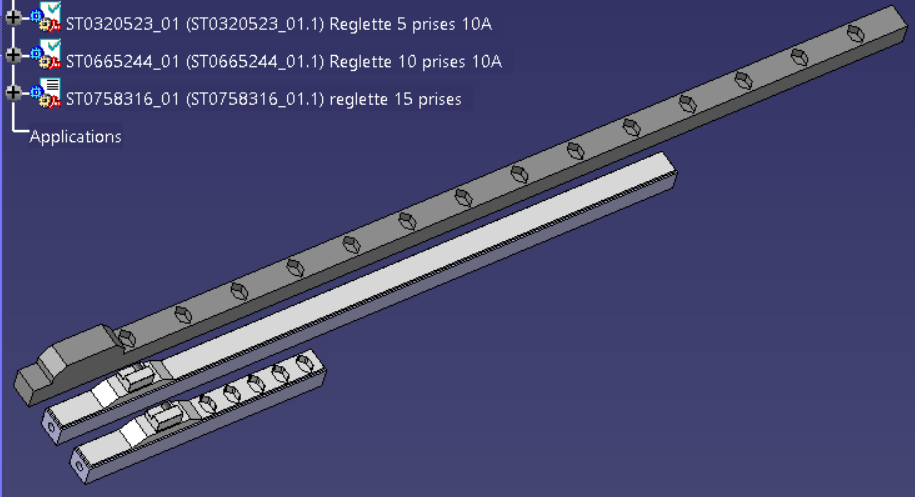 ST0320523_01 (ST0320523_01.1) Reglette 5 prises 10A
ST0665244_01 (ST0665244_01.1) Reglette 10 prises 10A
ST0758316_01 (ST0758316_01.1) reglette 15 prises
Applications